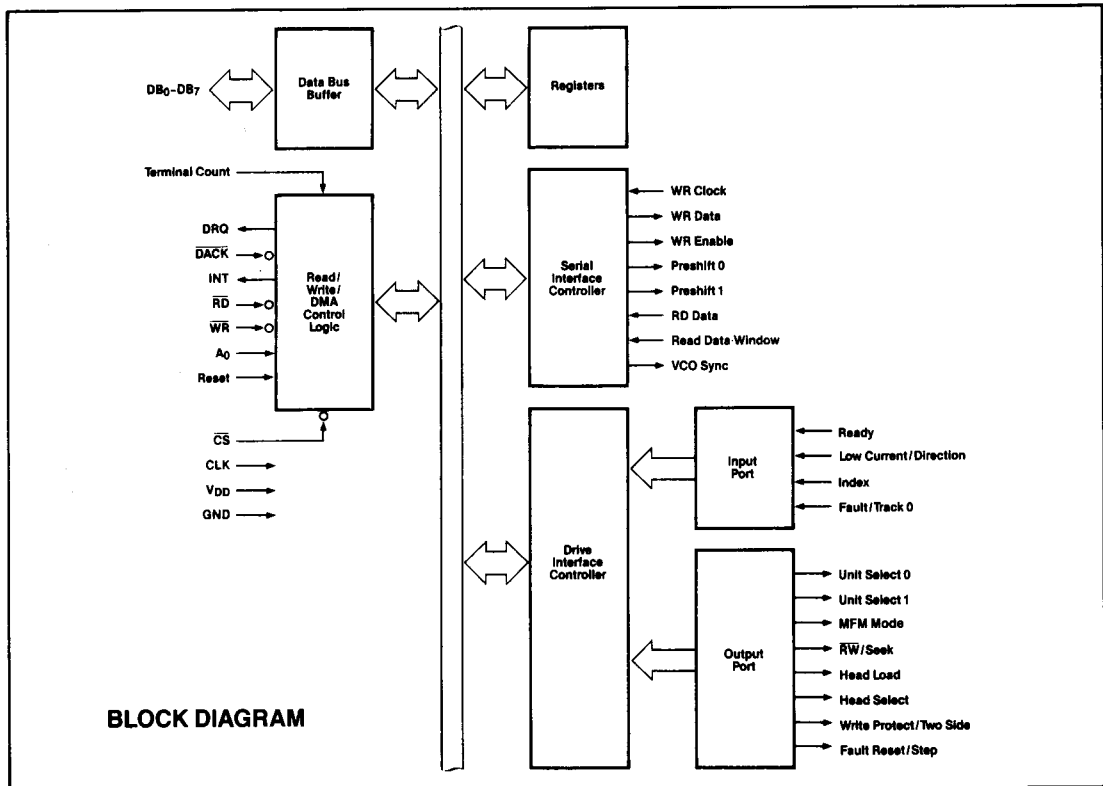 DB0-DB7
Data Bus
Buffer
Registers
Terminal Count
DRQ
DACK
INT
RD
WR
A0
Reset
CS
CLK
VDD
GND
Read/
Write/
DMA
Control
Logic
Serial
Interface
Controller
WR Clock
WR Data
WR Enable
Preshift 0
Preshift 1
RD Data
Read Data Window
VCO Sync
Drive
Interface
Controller
Input
Port
Ready
Low Current/Direction
Index
Fault/Track 0
Output
Port
Unit Select 0
Unit Select 1
MFM Mode
RW/Seek
Head Load
Head Select
Write Protect/Two Side
Fault Reset/Step
BLOCK DIAGRAM